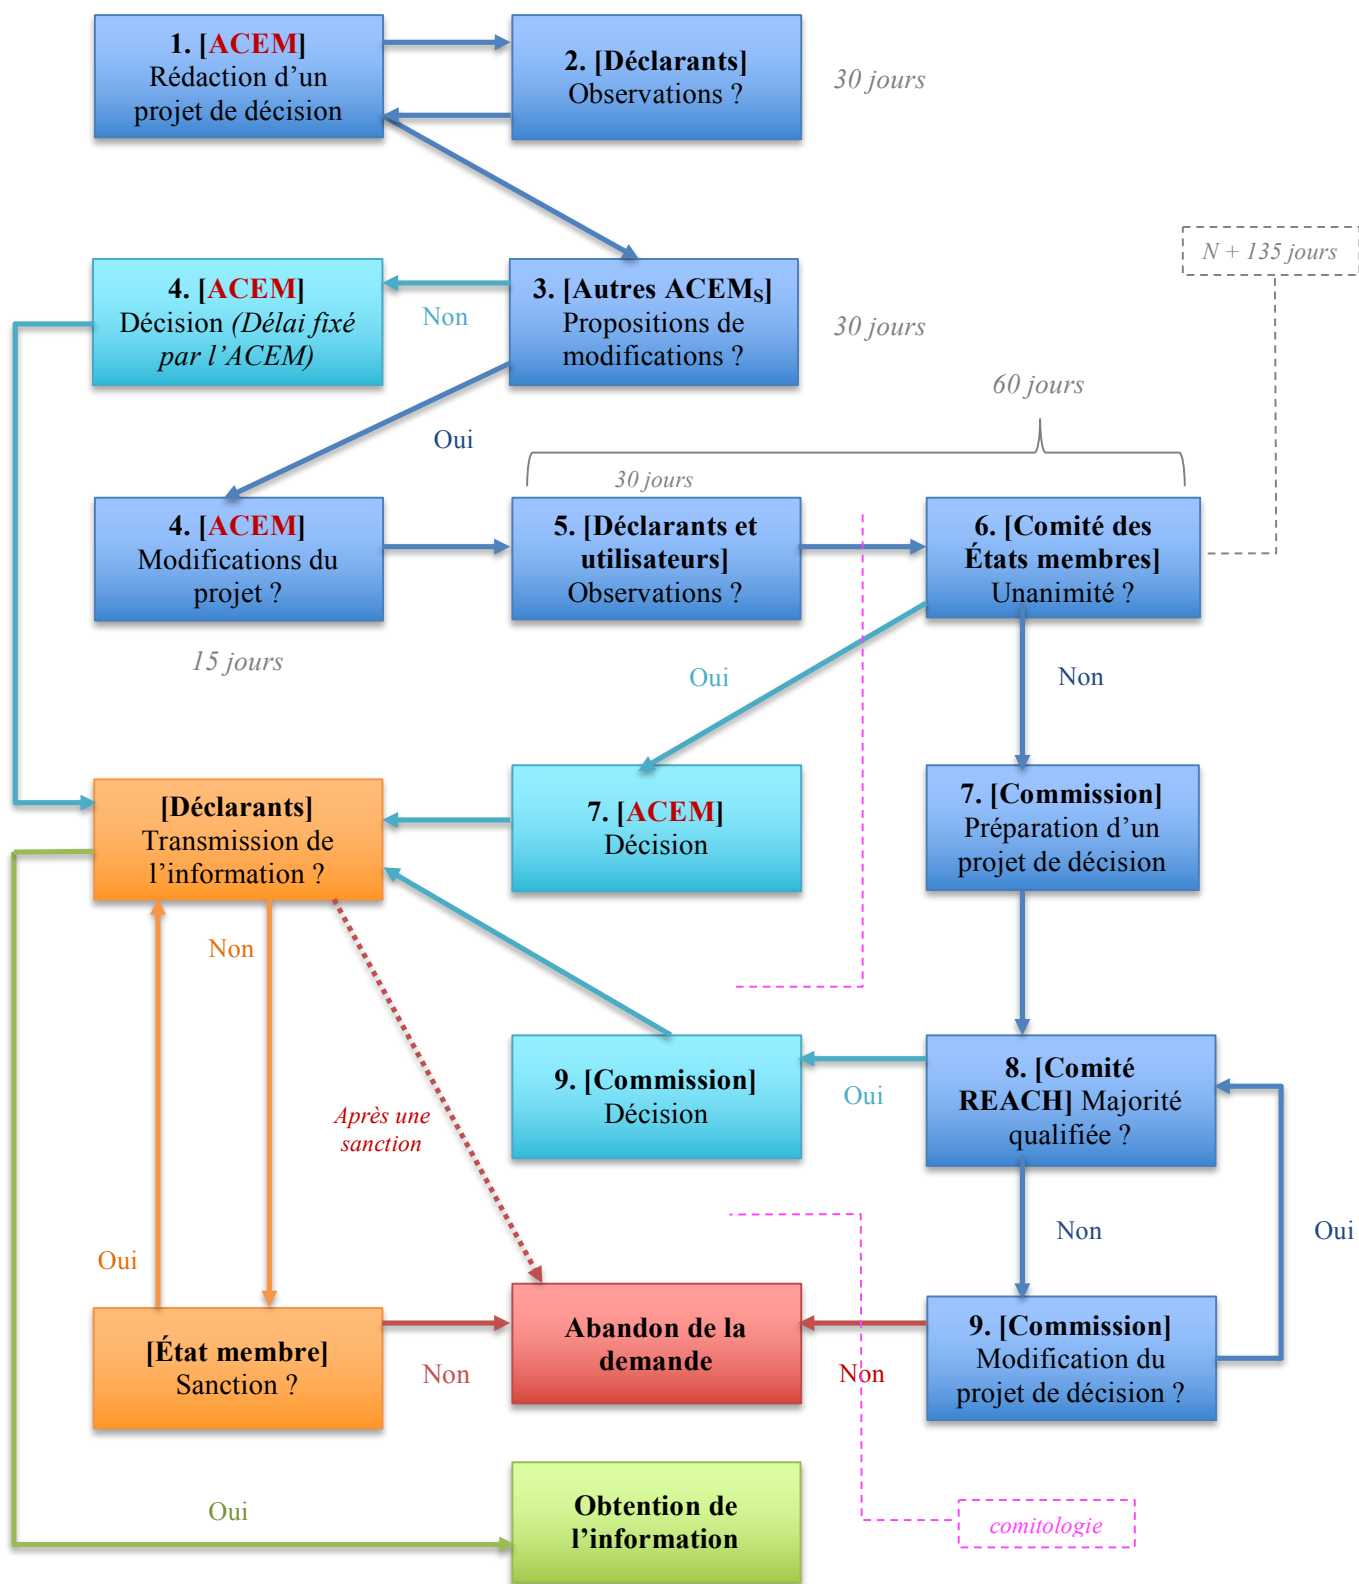 1. [ACEM]
Rédaction d’un
projet de décision
2. [Déclarants]
Observations ?
30 jours
N + 135 jours
4. [ACEM]
Décision (Délai fixé
par l’ACEM)
Non
3. [Autres ACEMS]
Propositions de
modifications ?
30 jours
60 jours
Oui
30 jours
4. [ACEM]
Modifications du
projet ?
5. [Déclarants et
utilisateurs]
Observations ?
6. [Comité des
États membres]
Unanimité ?
15 jours
Oui
Non
[Déclarants]
Transmission de
l’information ?
7. [ACEM]
Décision
7. [Commission]
Préparation d’un
projet de décision
Non
9. [Commission]
Décision
Oui
8. [Comité
REACH] Majorité
qualifiée ?
Après une
sanction
Oui
Non
Oui
[État membre]
Sanction ?
Non
Abandon de la
demande
Non
9. [Commission]
Modification du
projet de décision ?
Oui
Obtention de
l’information
comitologie